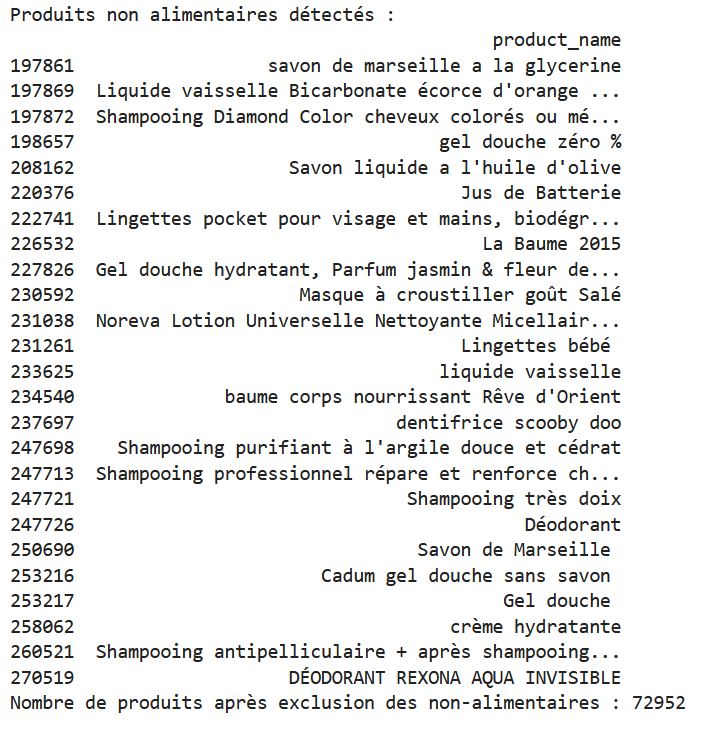 Produits non alimentaires détectés :
product_name
197861 savon de marseille a la glycerine
197869 Liquide vaisselle Bicarbonate écorce d'orange ...
197872 Shampooing Diamond Color cheveux colorés ou mé...
198657 gel douche zéro %
208162 Savon liquide a l'huile d'olive
220376 Jus de Batterie
222741 Lingettes pocket pour visage et mains, biodégr...
226532 La Baume 2015
227826 Gel douche hydratant, Parfum jasmin & fleur de...
230592 Masque à croustiller goût Salé
231038 Noreva Lotion Universelle Nettoyante Micellair...
231261 Lingettes bébé
233625 liquide vaisselle
234540 baume corps nourrissant Rêve d'Orient
237697 dentifrice scooby doo
247698 Shampooing purifiant à l'argile douce et cédrat
247713 Shampooing professionnel répare et renforce ch...
247721 Shampooing très doix
247726 Déodorant
250690 Savon de Marseille
253216 Cadum gel douche sans savon
253217 Gel douche
258062 crème hydratante
260521 Shampooing antipelliculaire + après shampooing...
270519 DÉODORANT REXONA AQUA INVISIBLE
Nombre de produits après exclusion des non-alimentaires : 72952